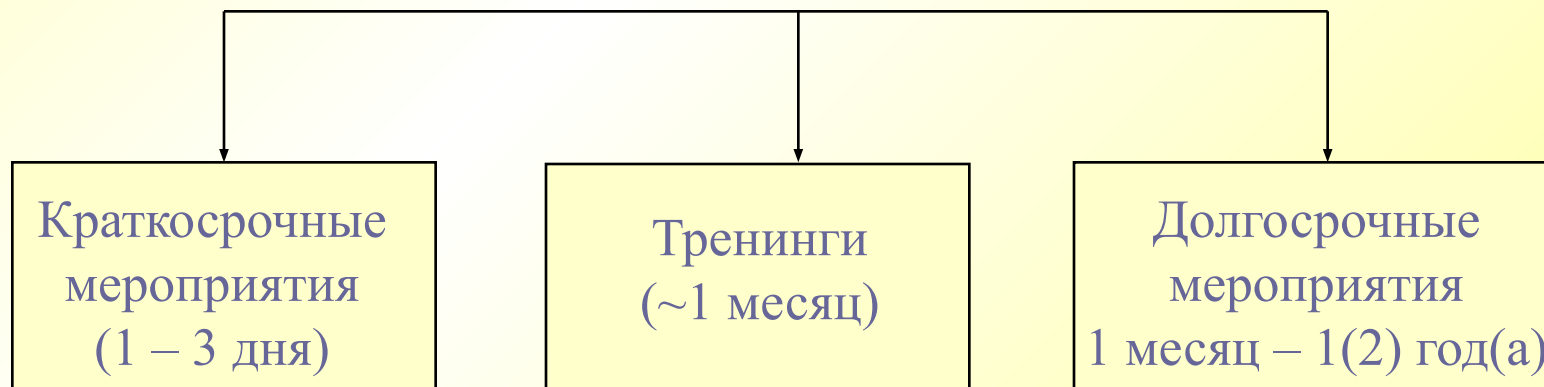 Краткосрочные
мероприятия
(1 – 3 дня)
Тренинги
(~1 месяц)
Долгосрочные
мероприятия
1 месяц – 1(2) год(а)